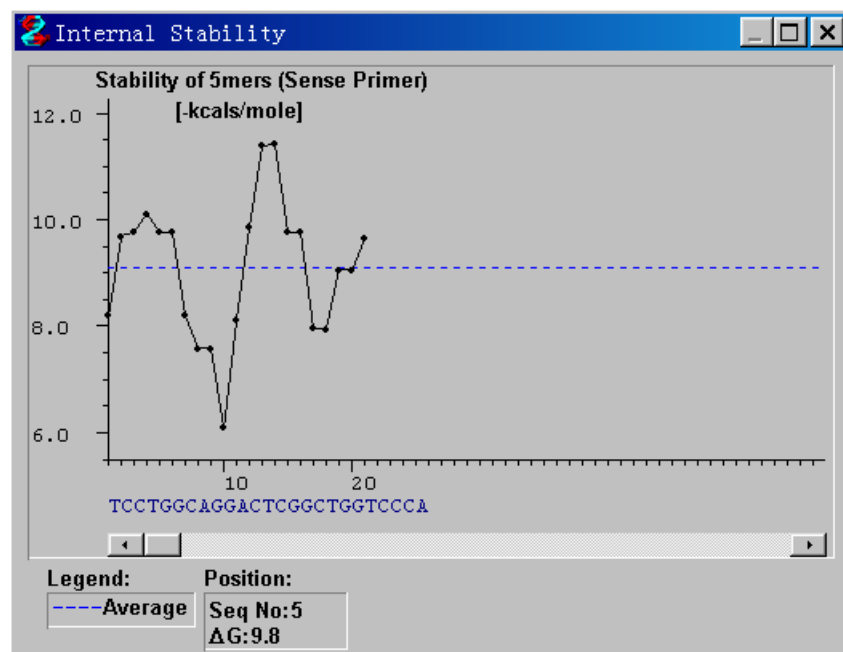 Internal Stability
Stability of 5mers (Sense Primer)
[-kcals/mole]
12.0
10.0
8.0
6.0
10 20
TCCTGGCAGGACTCGGCTGGTCCCA
Legend: Position:
----Average
Seq No:5
ΔG:9.8